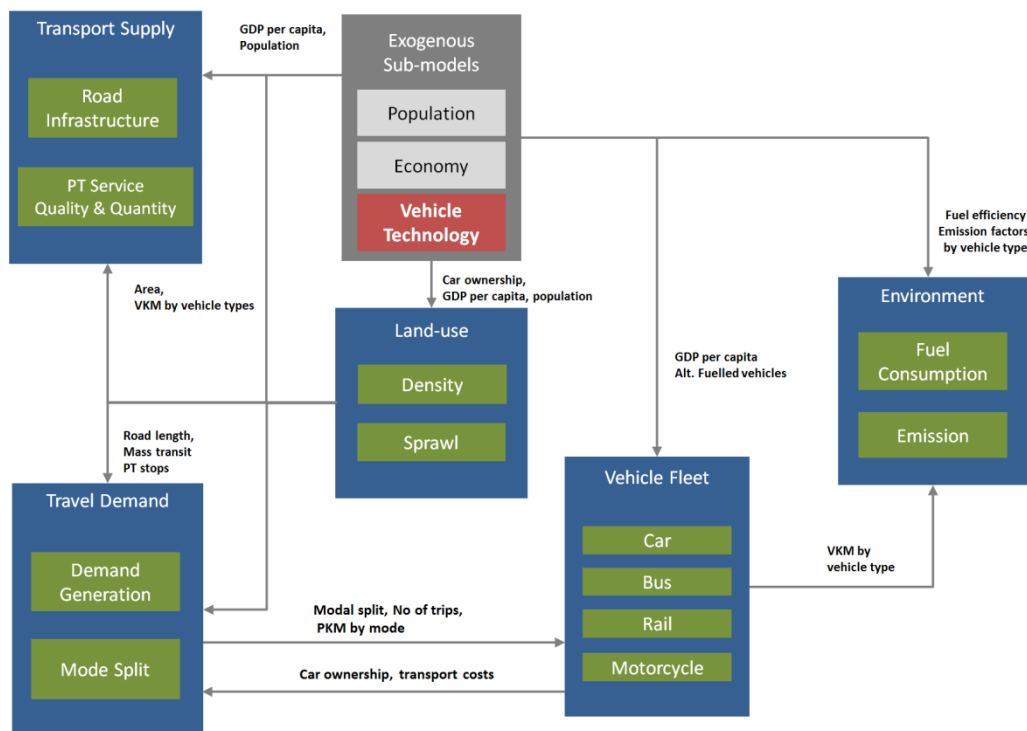 Transport Supply
Road
Infrastructure
PT Service
Quality & Quantity
GDP per capita,
Population
Exogenous
Sub-models
Population
Economy
Vehicle
Technology
Fuel efficiency
Emission factors
by vehicle type
Car ownership,
GDP per capita, population
Area,
VKM by vehicle types
Land-use
Density
Sprawl
Environment
Fuel
Consumption
Emission
GDP per capita
Alt. Fuelled vehicles
Road length,
Mass transit
PT stops
Travel Demand
Demand
Generation
Mode Split
Vehicle Fleet
Car
Bus
Rail
Motorcycle
VKM by
vehicle type
Modal split, No of trips,
PKM by mode
Car ownership, transport costs